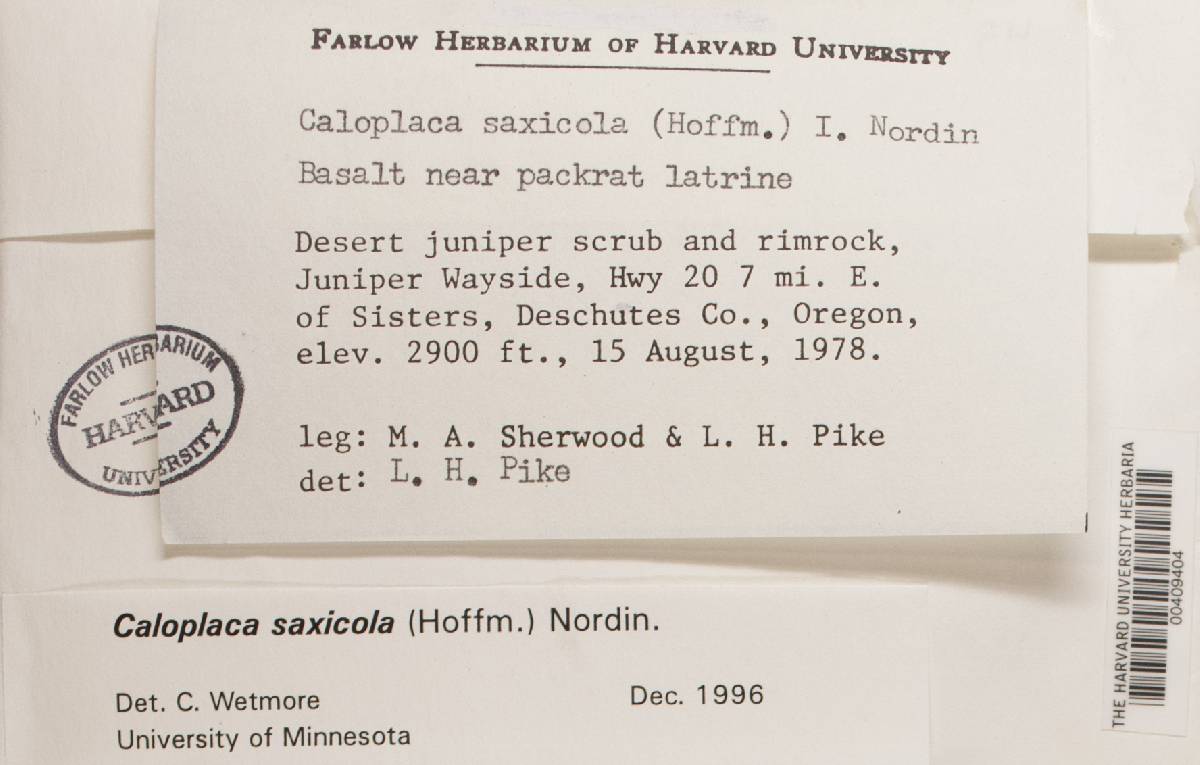 FARLOW HERBARIUM OF HARVARD UNIVERSITY
Caloplaca saxicola (Hoffm.) I. Nordin
Basalt near packrat latrine
Desert juniper scrub and rimrock,
Juniper Wayside, Hwy 20 7 mi. E.
of Sisters, Deschutes Co., Oregon,
elev. 2900 ft., 15 August, 1978.
leg: M. A. Sherwood & L. H. Pike
det: L. H. Pike
FARLOW HERBARIUM
HARVARD
UNIVERSITY
Caloplaca saxicola (Hoffm.) Nordin.
Det. C. Wetmore Dec. 1996
University of Minnesota
THE HARVARD UNIVERSITY HERBARIA
00409404